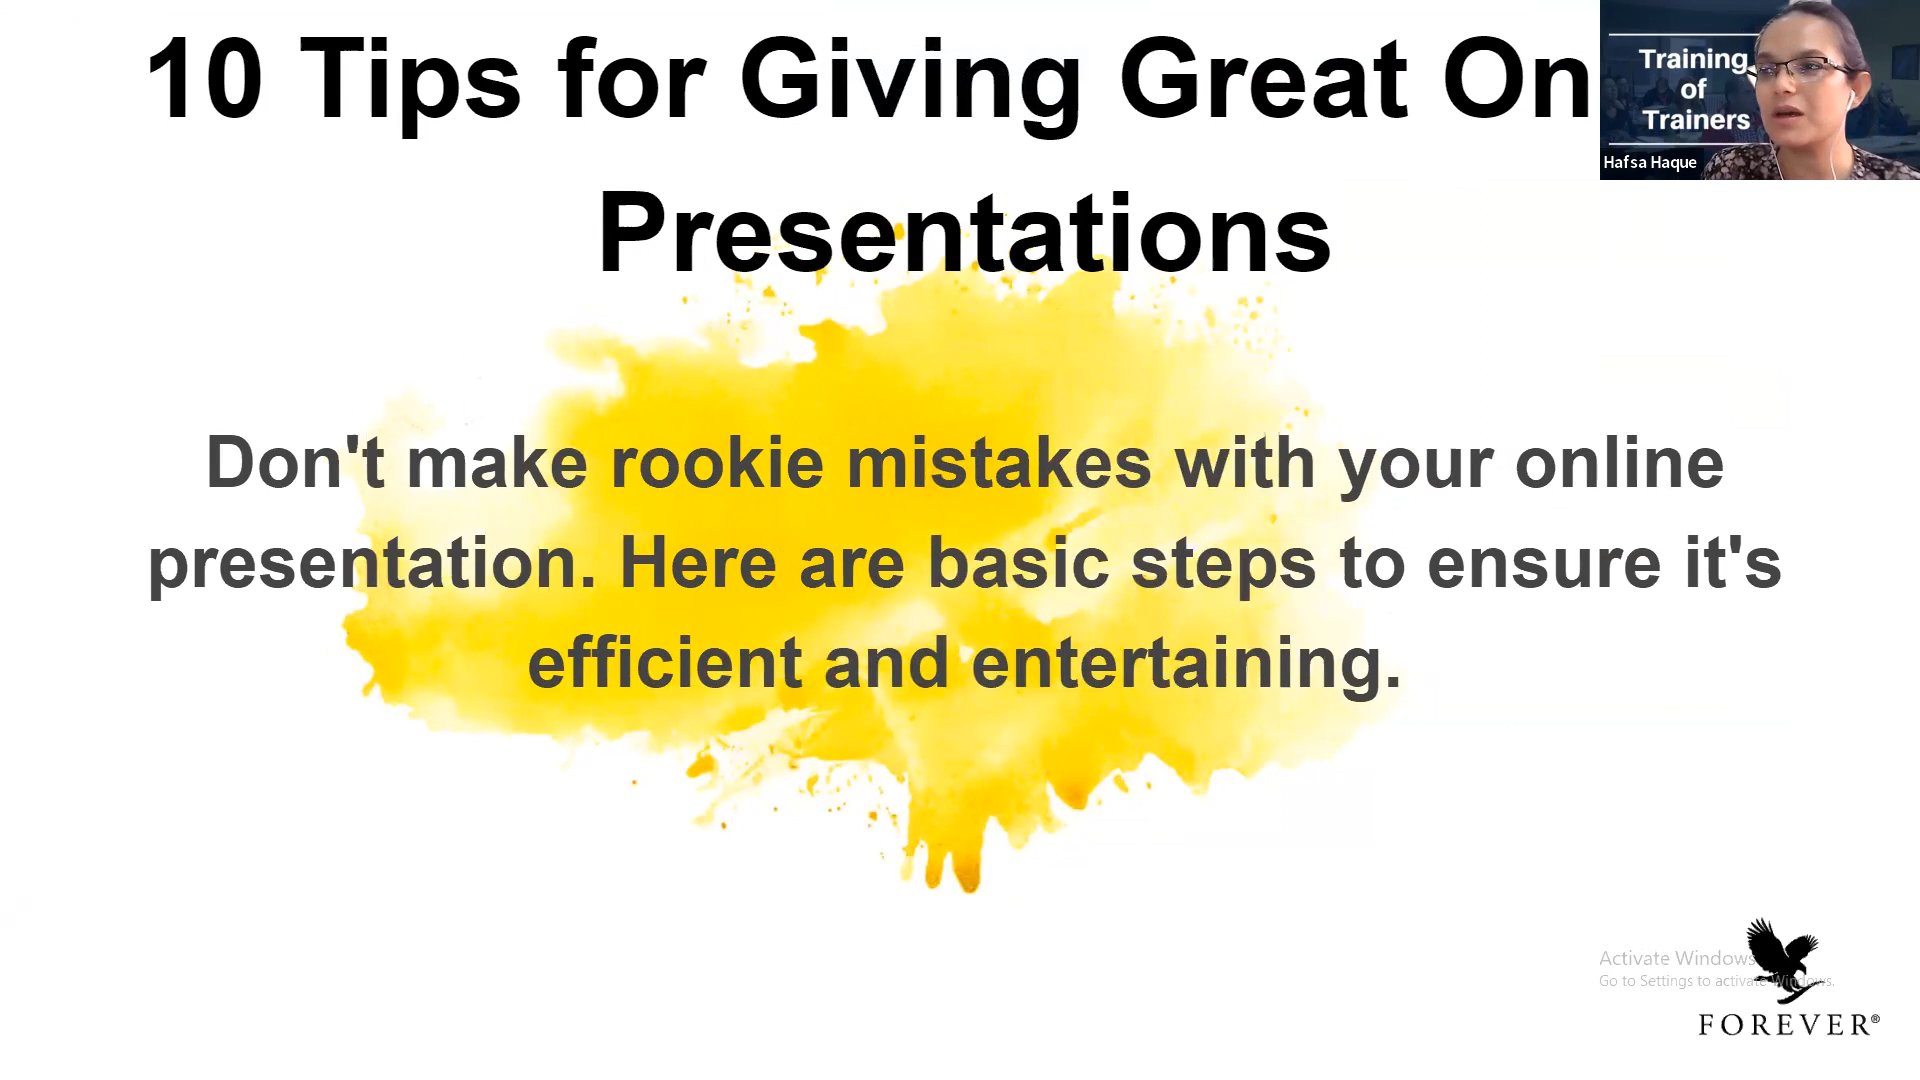 10 Tips for Giving Great On
Presentations
Training
of
Trainers
Hafsa Haque
Don't make rookie mistakes with your online
presentation. Here are basic steps to ensure it's
efficient and entertaining.
Activate Windows
Go to Settings to activate Windows.
FOREVER®